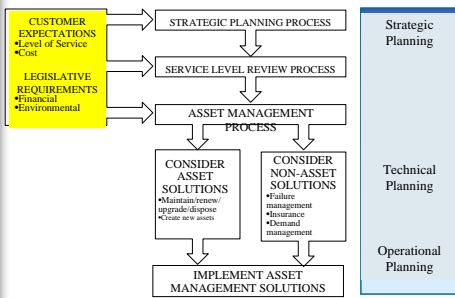 CUSTOMER
EXPECTATIONS
•Level of Service
•Cost
LEGISLATIVE
REQUIREMENTS
•Financial
•Environmental
STRATEGIC PLANNING PROCESS
SERVICE LEVEL REVIEW PROCESS
ASSET MANAGEMENT
PROCESS
CONSIDER
ASSET
SOLUTIONS
•Maintain/renew/
upgrade/dispose
•Create new assets
CONSIDER
NON-ASSET
SOLUTIONS
•Failure
management
•Insurance
•Demand
management
IMPLEMENT ASSET
MANAGEMENT SOLUTIONS
Strategic
Planning
Technical
Planning
Operational
Planning